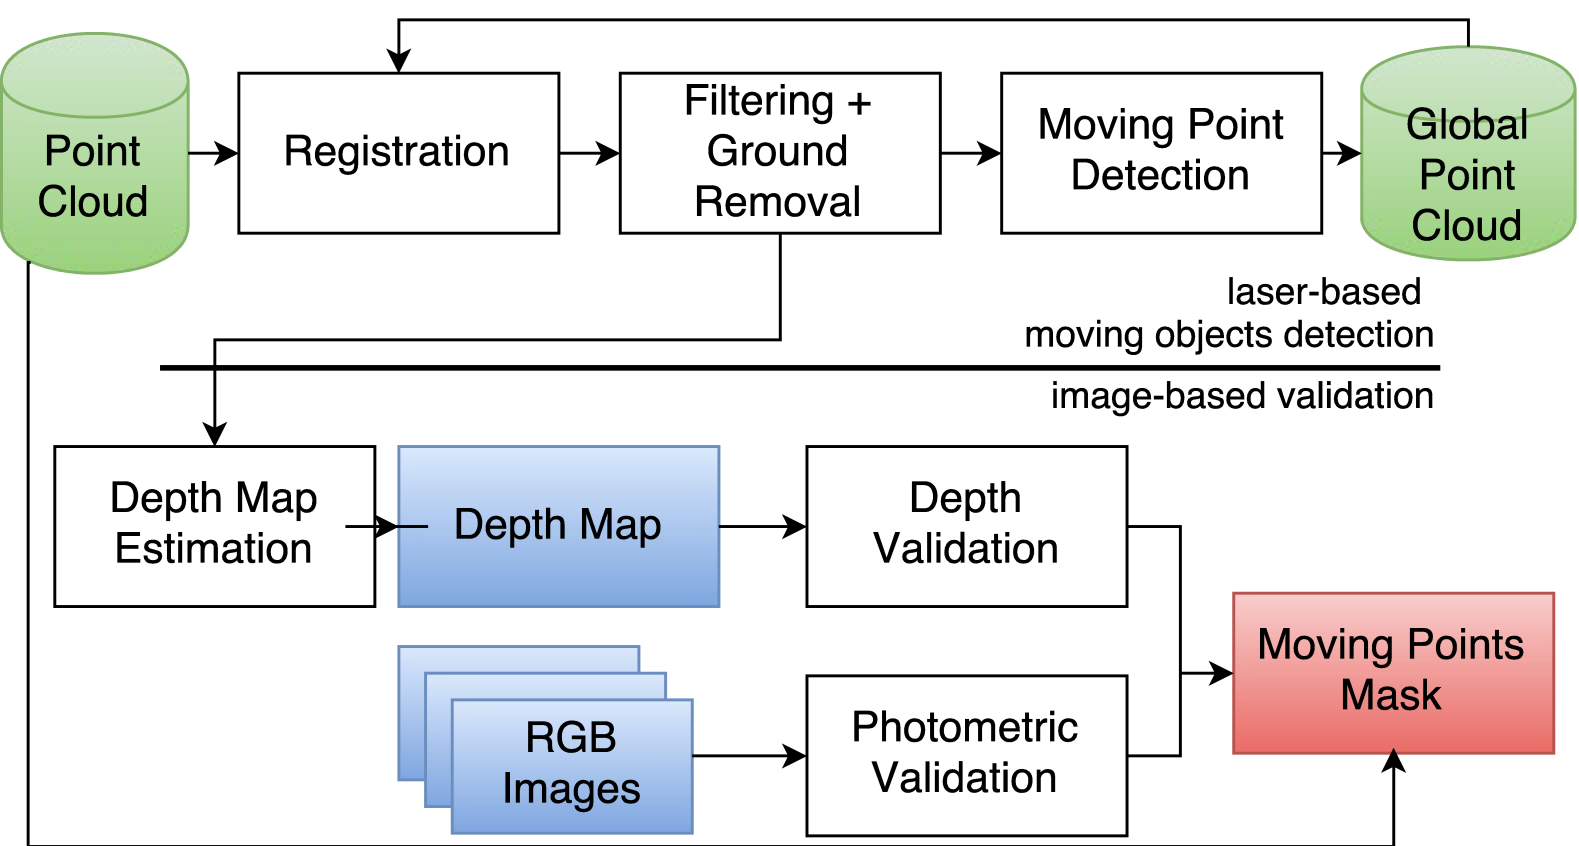 Point
Cloud
Registration
Filtering +
Ground
Removal
Moving Point
Detection
Global
Point
Cloud
laser-based
moving objects detection
image-based validation
Depth Map
Estimation
Depth Map
Depth
Validation
RGB
Images
Photometric
Validation
Moving Points
Mask